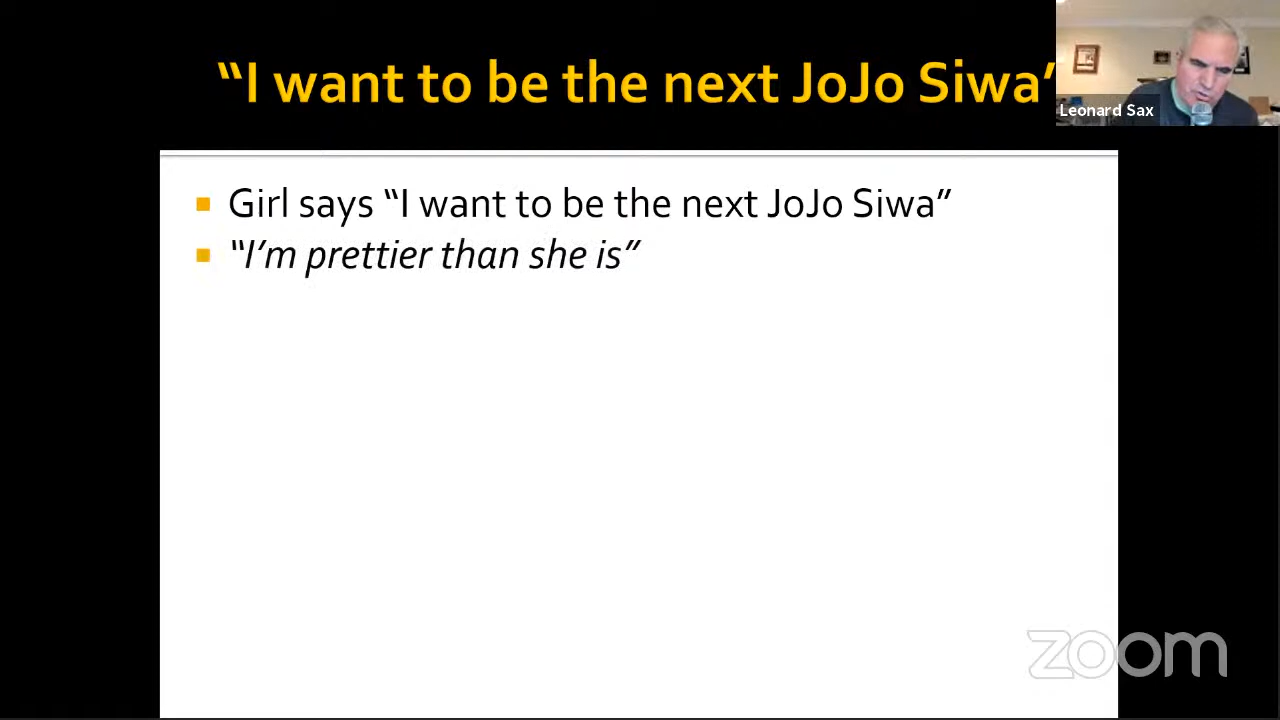 “I want to be the next JoJo Siwa”
Leonard Sax
Girl says “I want to be the next JoJo Siwa”
“I’m prettier than she is”
zoom